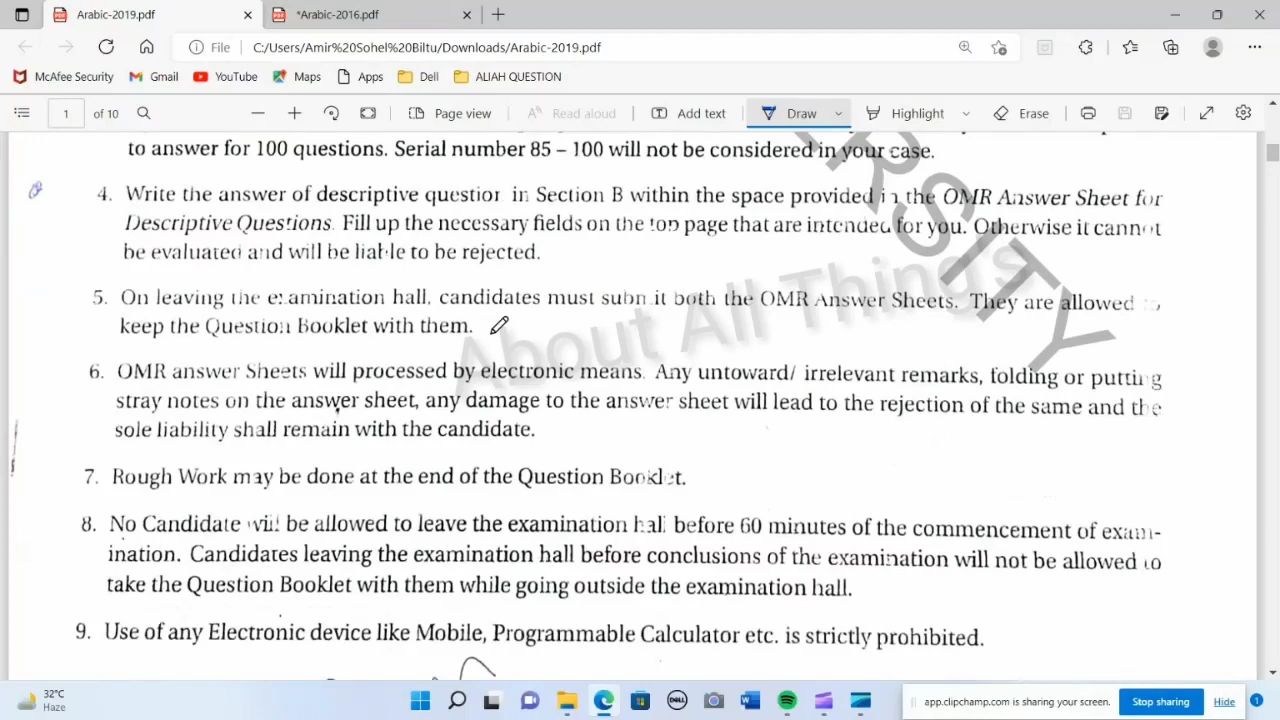 Arabic-2019.pdf
*Arabic-2016.pdf
File
C:/Users/Amir%20Sohel%20Biltu/Downloads/Arabic-2019.pdf
McAfee Security
Gmail
YouTube
Maps
Apps
Dell
ALIAH QUESTION
1 of 10
Page view
Read aloud
Add text
Draw
Highlight
Erase
to answer for 100 questions. Serial number 85 – 100 will not be considered in your case.
4. Write the answer of descriptive question in Section B within the space provided in the OMR Answer Sheet for
Descriptive Questions. Fill up the necessary fields on the top page that are intended for you. Otherwise it cannot
be evaluated and will be liable to be rejected.
5. On leaving the examination hall, candidates must submit both the OMR Answer Sheets. They are allowed to
keep the Question Booklet with them.
6. OMR answer Sheets will processed by electronic means. Any untoward/ irrelevant remarks, folding or putting
stray notes on the answer sheet, any damage to the answer sheet will lead to the rejection of the same and the
sole liability shall remain with the candidate.
7. Rough Work may be done at the end of the Question Booklet.
8. No Candidate will be allowed to leave the examination hall before 60 minutes of the commencement of exam-
ination. Candidates leaving the examination hall before conclusions of the examination will not be allowed to
take the Question Booklet with them while going outside the examination hall.
9. Use of any Electronic device like Mobile, Programmable Calculator etc. is strictly prohibited.
RSITY
About All Things
32°C
Haze
app.clipchamp.com is sharing your screen.
Stop sharing
Hide
1